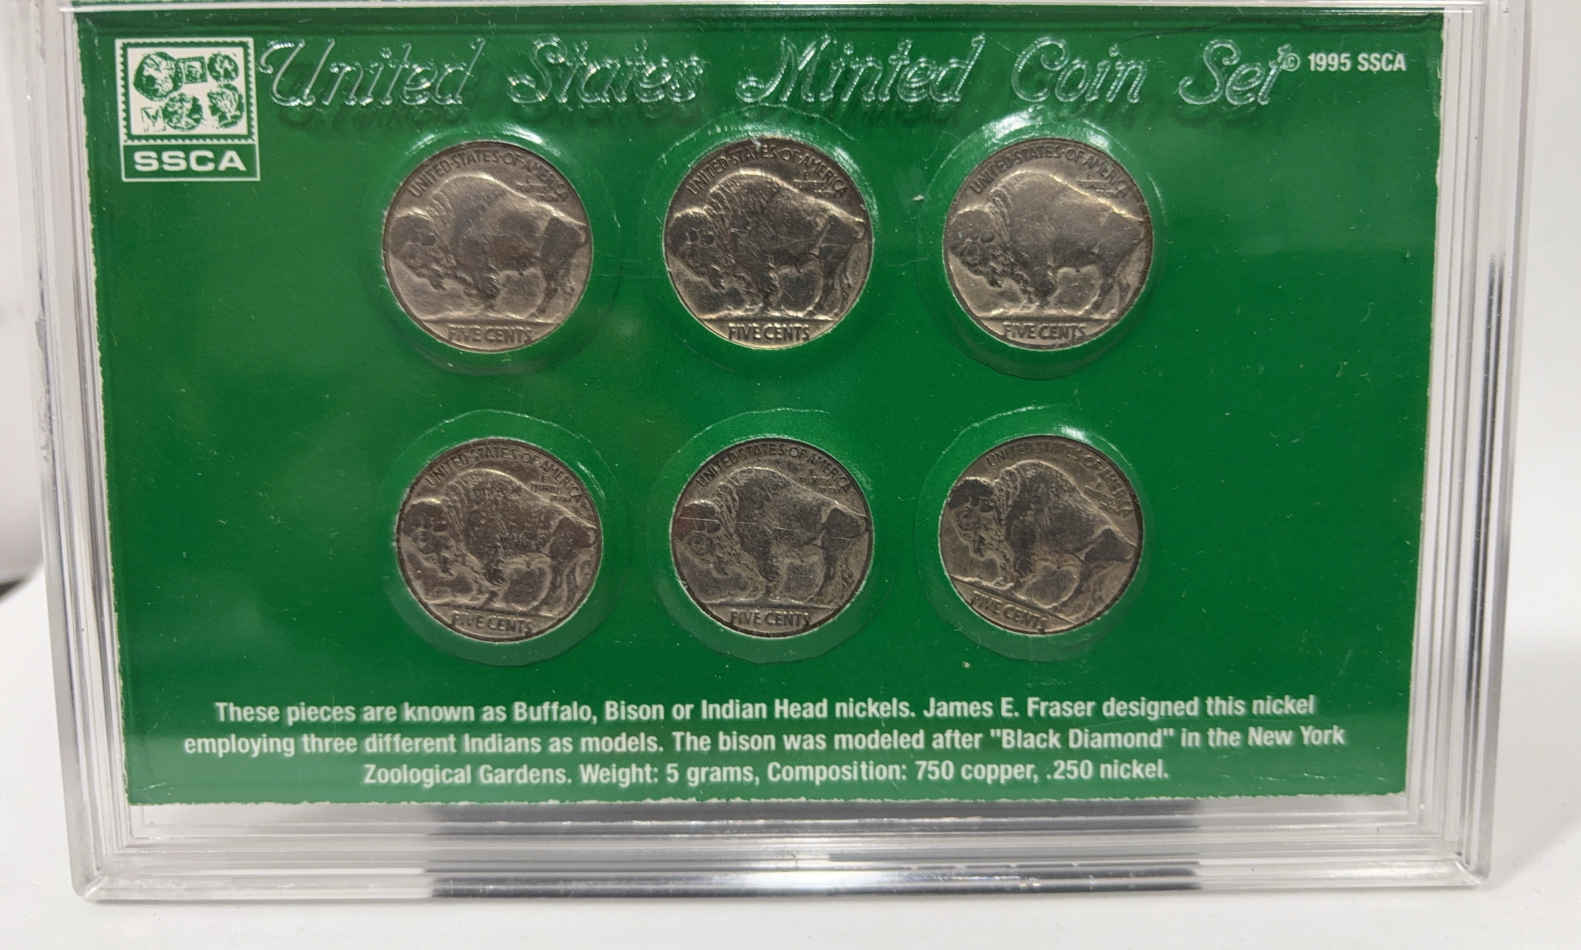 SSCA
United States Minted Coin Set © 1995 SSCA
UNITED STATES OF AMERICA
FIVE CENTS
UNITED STATES OF AMERICA
FIVE CENTS
UNITED STATES OF AMERICA
FIVE CENTS
UNITED STATES OF AMERICA
FIVE CENTS
UNITED STATES OF AMERICA
FIVE CENTS
UNITED STATES OF AMERICA
FIVE CENTS
These pieces are known as Buffalo, Bison or Indian Head nickels. James E. Fraser designed this nickel
employing three different Indians as models. The bison was modeled after "Black Diamond" in the New York
Zoological Gardens. Weight: 5 grams, Composition: 750 copper, .250 nickel.